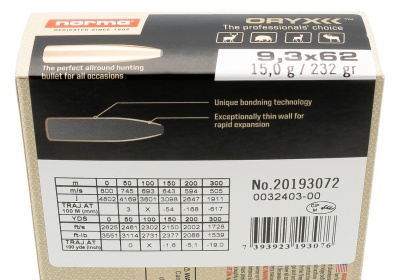 norma
DEDICATED SINCE 1902
The perfect allround hunting
bullet for all occasions
ORYX™
The professionals' choice
9,3x62
15,0 g / 232 gr
Unique bondning technology
Exceptionally thin wall for
rapid expansion
m 0 50 100 150 200 300
m/s 800 745 693 643 594 505
J 4802 4169 3601 3098 2647 1911
TRAJ.AT
100 M (mm) 3 X -54 -168 -617
YDS 0 50 100 150 200 300
ft/s 2625 2461 2302 2150 2002 1728
ft-lb 3551 3114 2731 2377 2066 1539
TRAJ.AT
100 yds (inch) 0 X -1.6 -5.1 -19.0
No.20193072
0032403-00
7 393923 193076